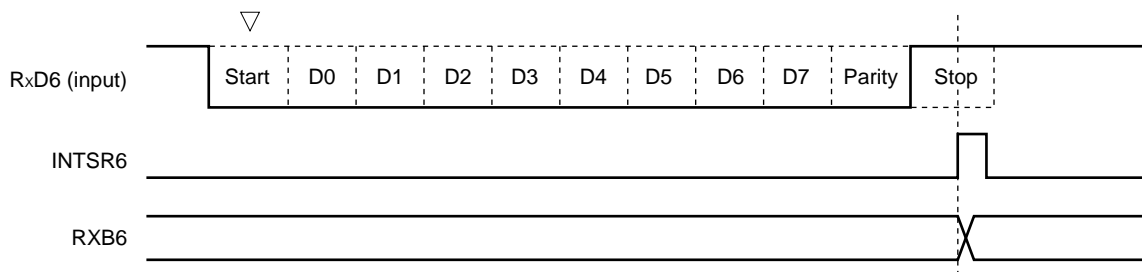 RxD6 (input) Start D0 D1 D2 D3 D4 D5 D6 D7 Parity Stop
INTSR6
RXB6